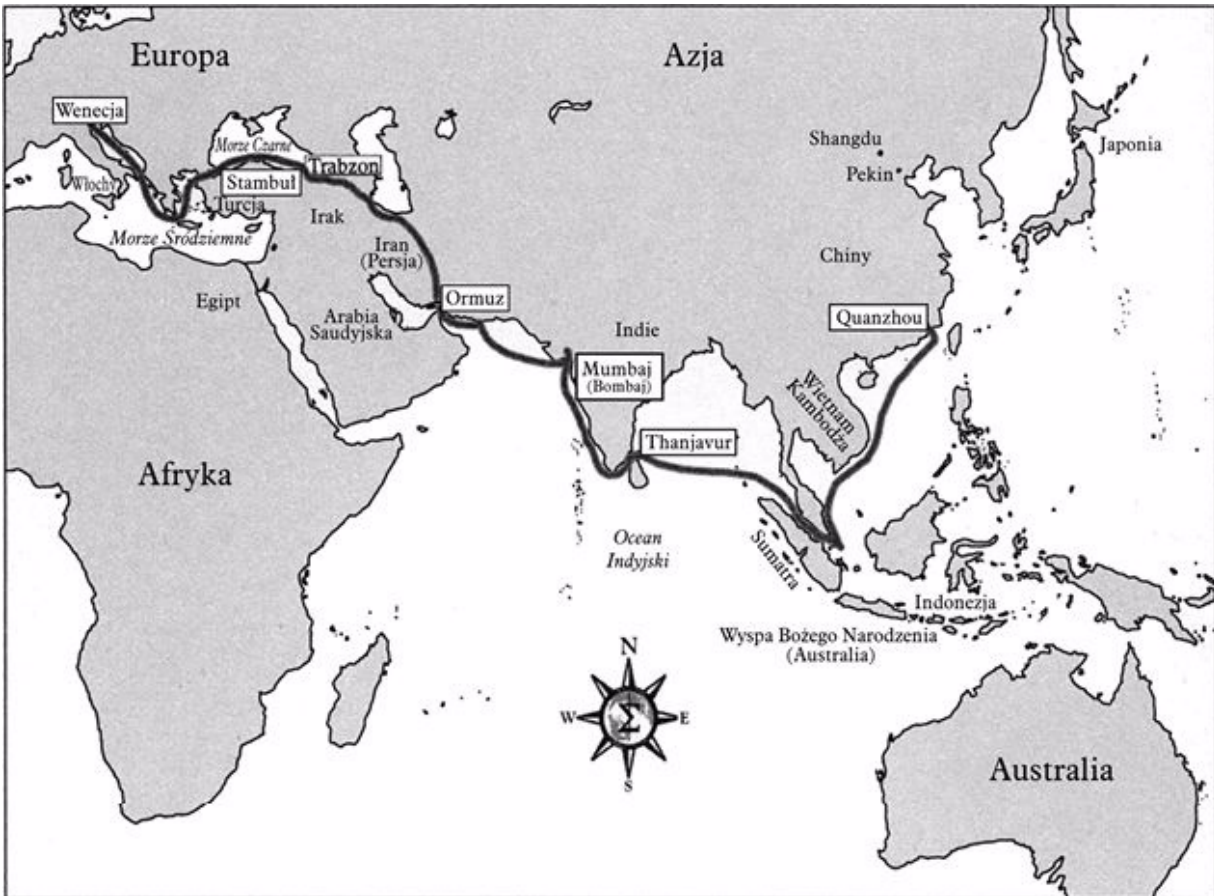 Europa
Azja
Wenecja
Morze Czarne
Shangdu
Japonia
Trabzon
Pekin
Włochy
Stambuł
Turcja
Irak
Morze Śródziemne
Iran
(Persja)
Chiny
Egipt
Ormuz
Arabia
Saudyjska
Indie
Quanzhou
Mumbaj
(Bombaj)
Wietnam
Kambodża
Thanjavur
Afryka
Ocean
Indyjski
Sumatra
Indonezja
Wyspa Bożego Narodzenia
(Australia)
N
W
Σ
E
S
Australia